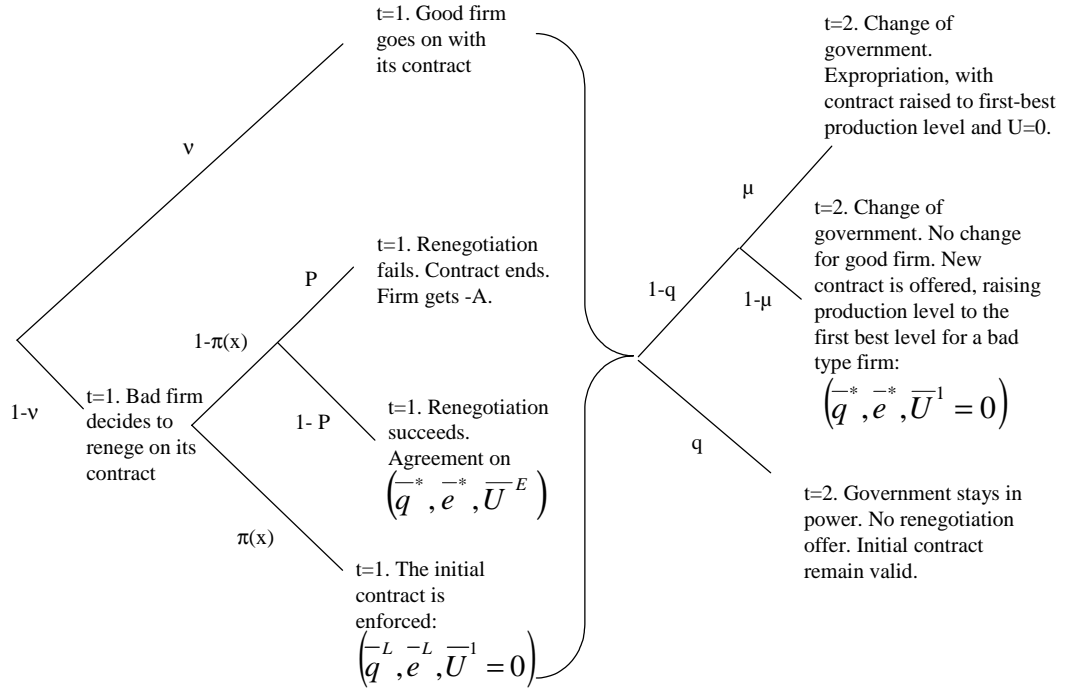 t=1. Good firm
goes on with
its contract
ν
1-ν
t=1. Bad firm
decides to
renege on its
contract
P
1-π(x)
1- P
π(x)
t=1. Renegotiation
fails. Contract ends.
Firm gets -A.
t=1. Renegotiation
succeeds.
Agreement on
(q̅*, e̅*, U̅^E)
t=1. The initial
contract is
enforced:
(q̅^L, e̅^L, U̅^1 = 0)
μ
1-q
1-μ
q
t=2. Change of
government.
Expropriation, with
contract raised to first-best
production level and U=0.
t=2. Change of
government. No change
for good firm. New
contract is offered, raising
production level to the
first best level for a bad
type firm:
(q̅*, e̅*, U̅^1 = 0)
t=2. Government stays in
power. No renegotiation
offer. Initial contract
remain valid.